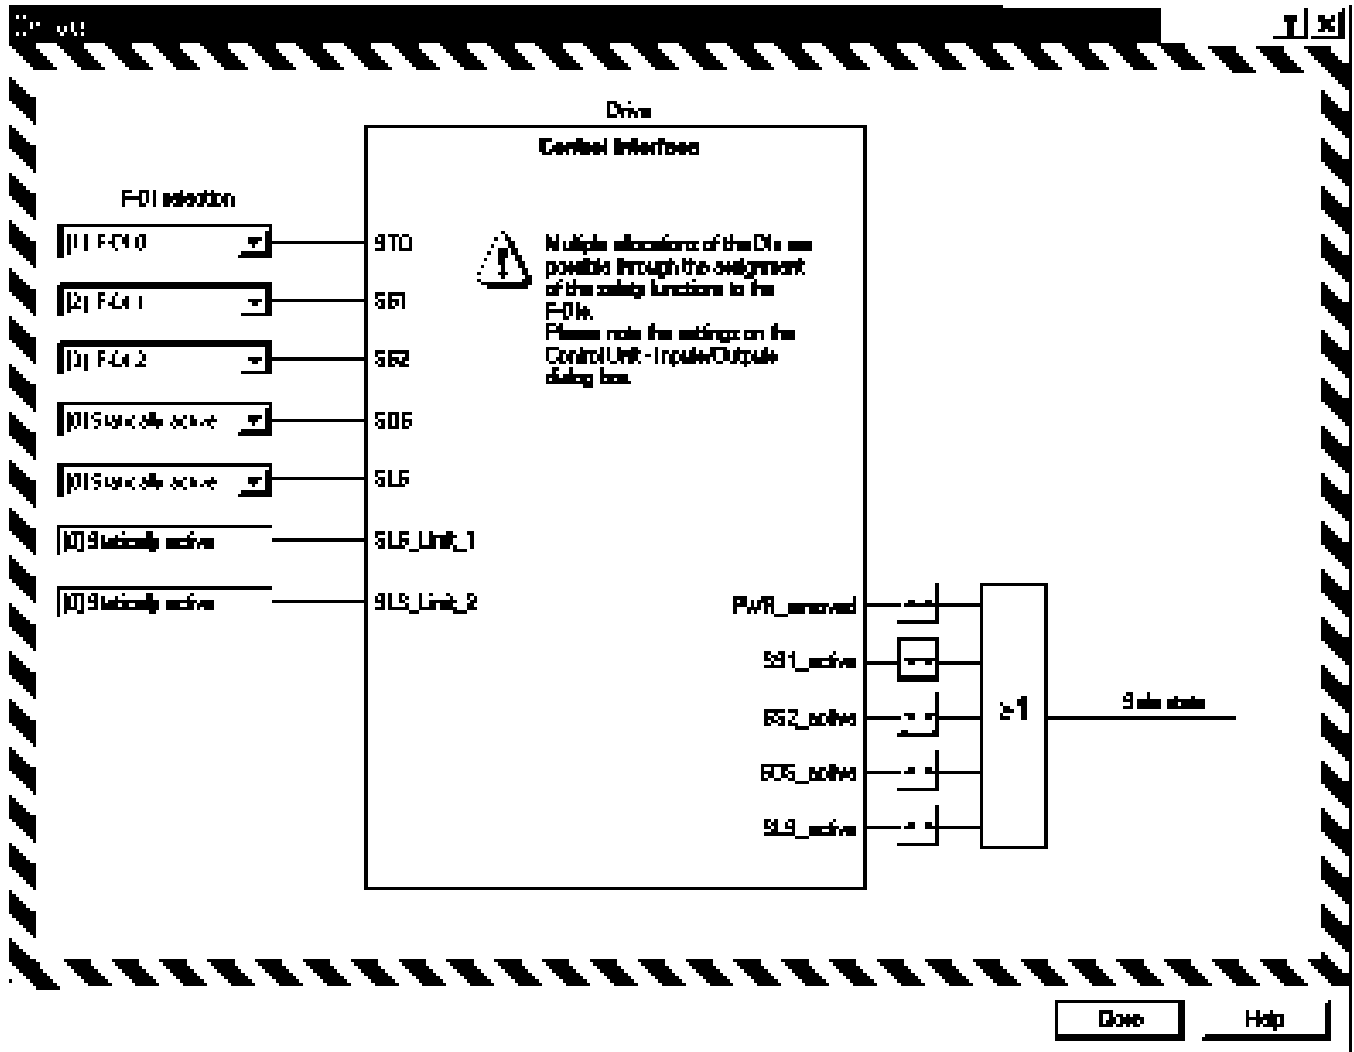 Drive
Control Interface
F-DI selection
[1] F-DI 0
STO
[2] F-DI 1
SS1
[3] F-DI 2
SS2
[0] Statically active
SOS
[0] Statically active
SLS
[0] Statically active
SLS_Limit_1
[0] Statically active
SLS_Limit_2
Multiple allocations of the DIs are
possible through the assignment
of the safety functions to the
F-DIs.
Please note the settings on the
Control Unit - Inputs/Outputs
dialog box.
PWR_removed
SS1_active
SS2_active
SOS_active
SLS_active
≥1
Safe state
Close
Help